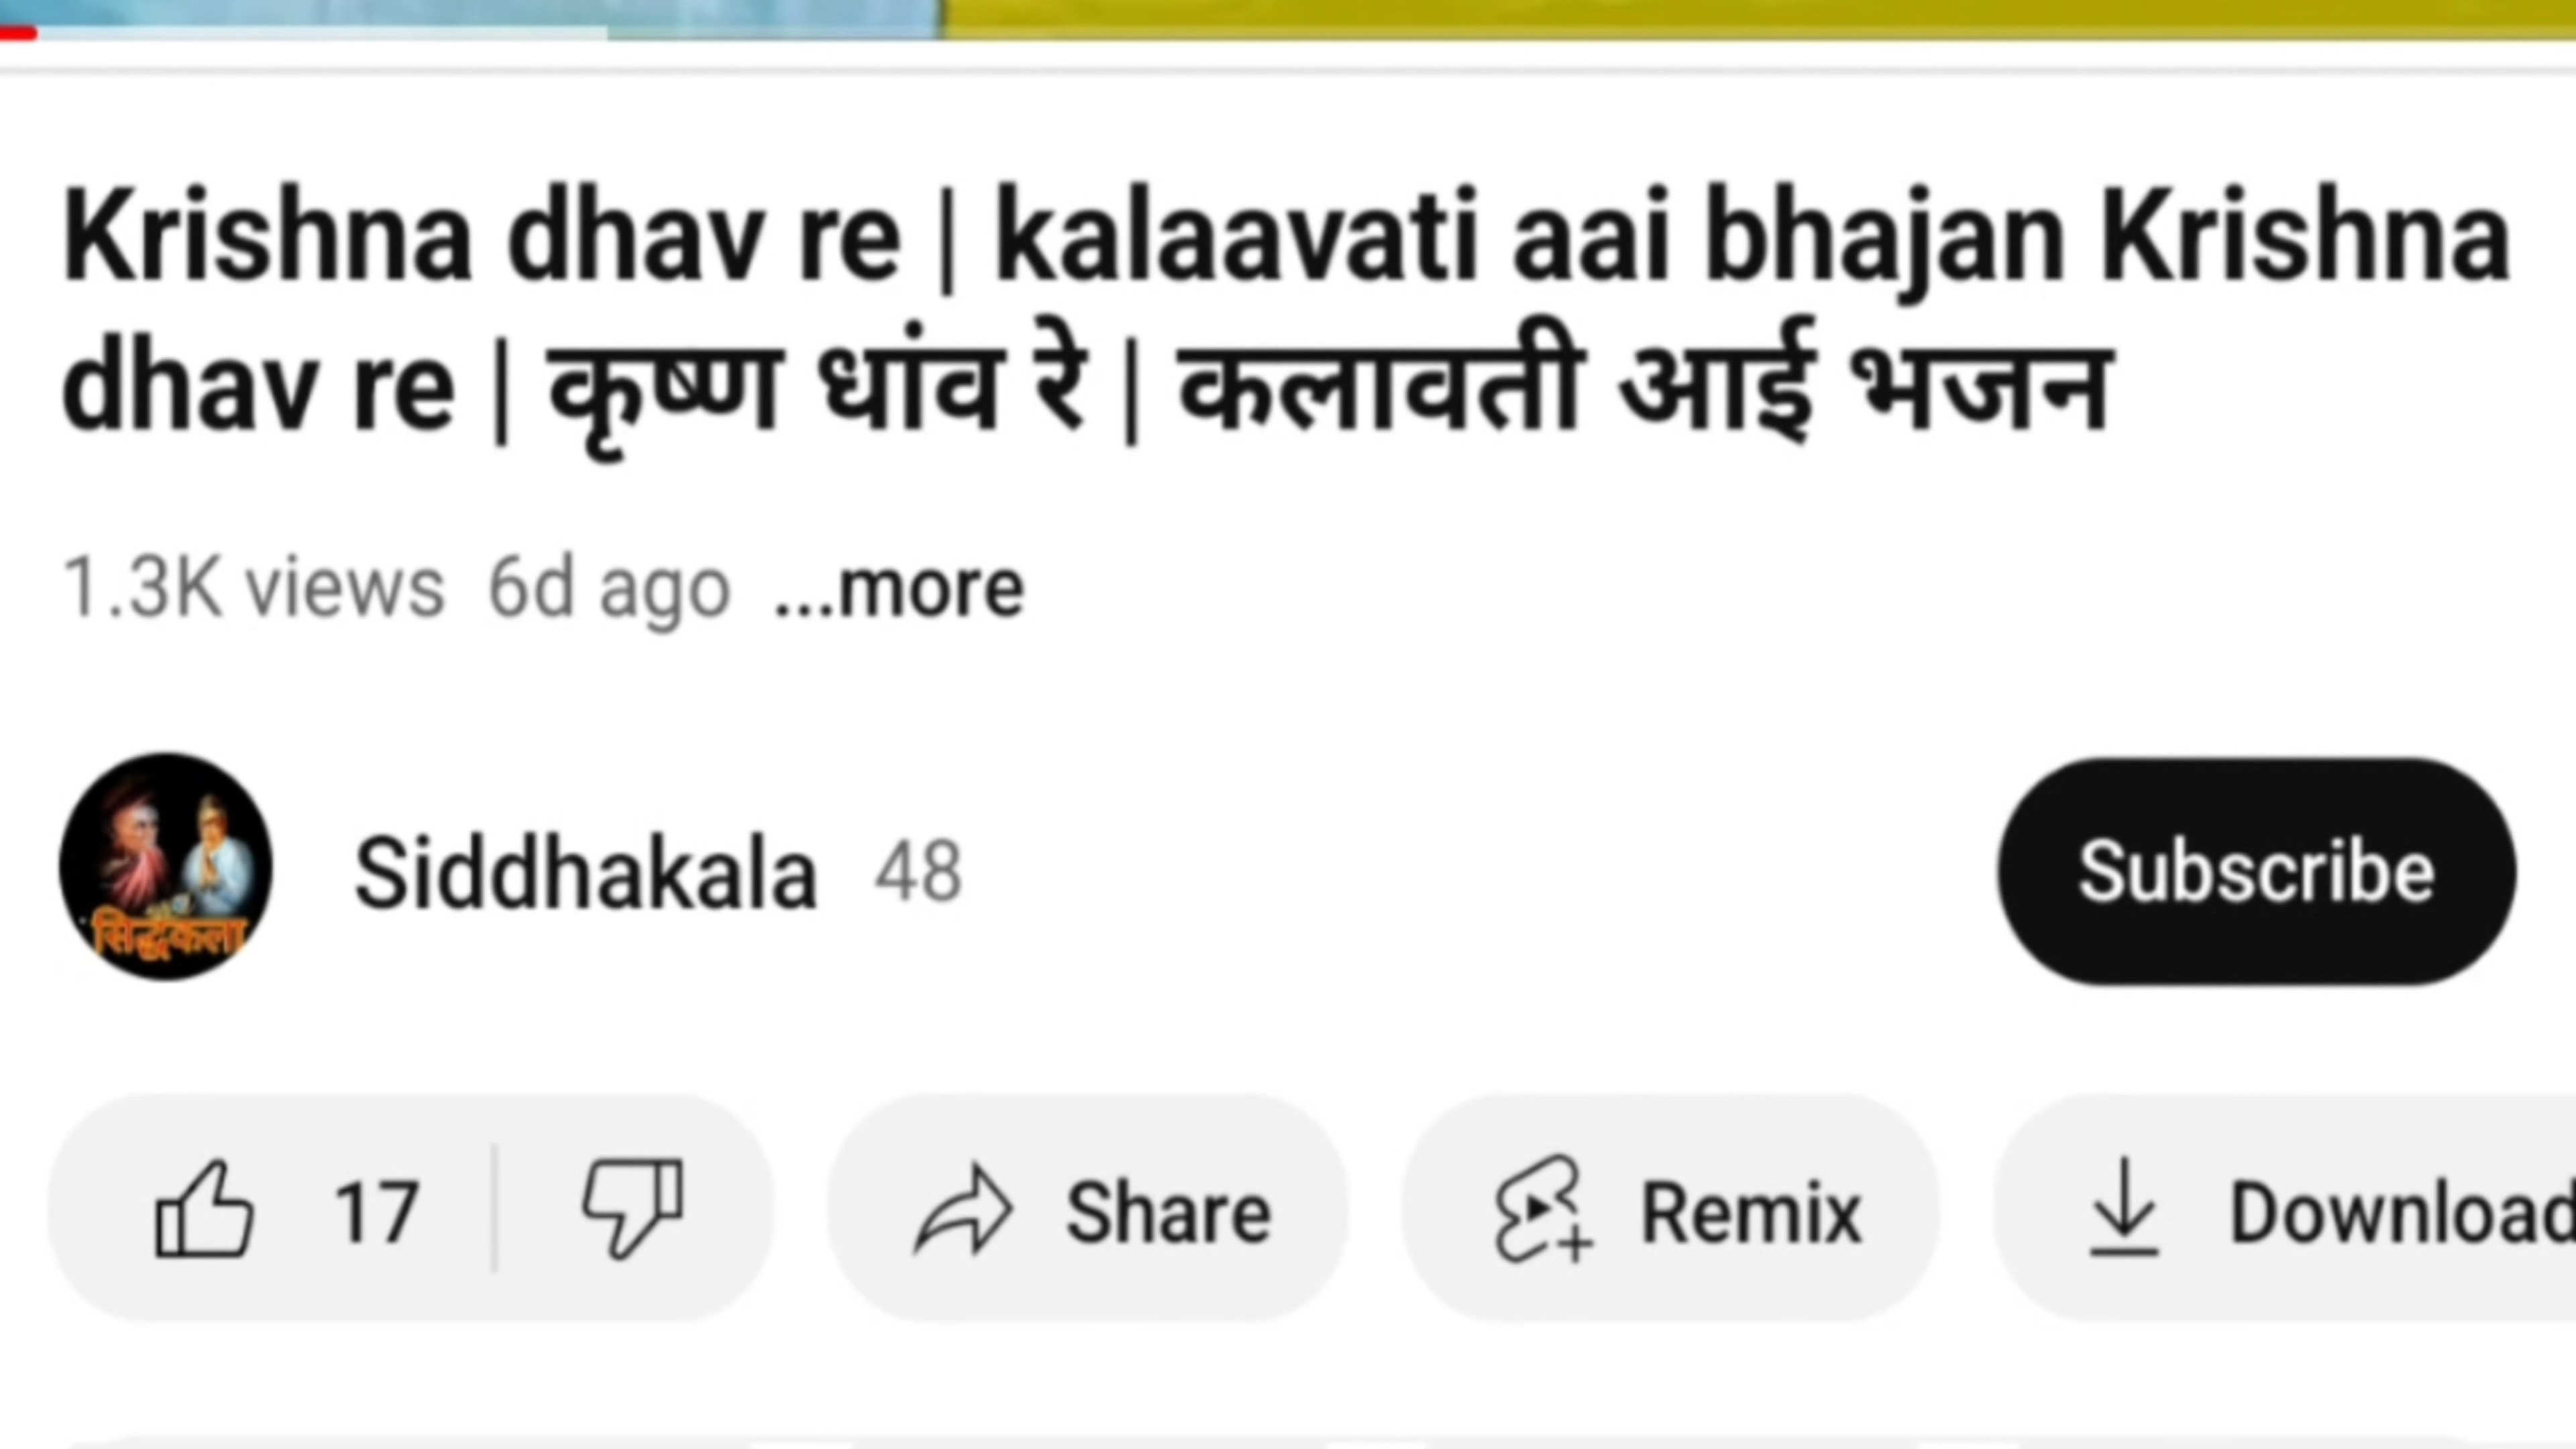 Krishna dhav re | kalaavati aai bhajan Krishna
dhav re | कृष्ण धांव रे | कलावती आई भजन
1.3K views 6d ago ...more
सिद्धकला
Siddhakala 48
Subscribe
17
Share
Remix
Download